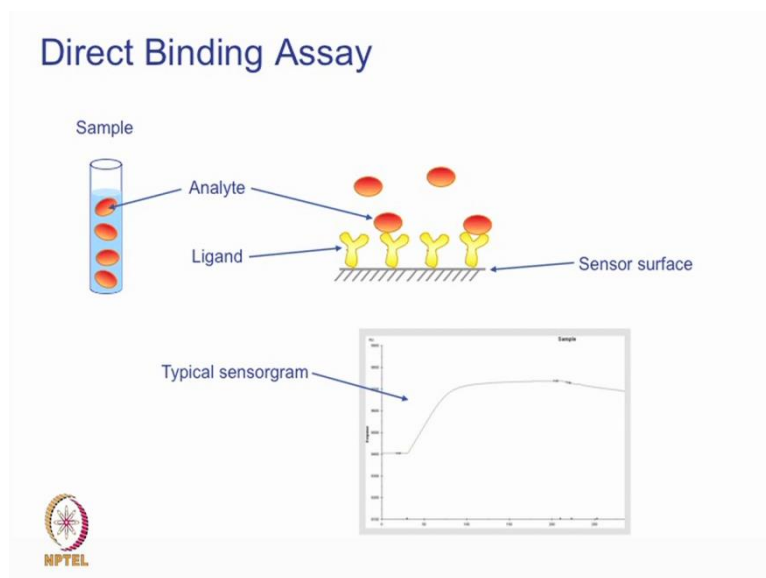 Direct Binding Assay
Sample
Analyte
Ligand
Sensor surface
Typical sensorgram
Sample
NPTEL